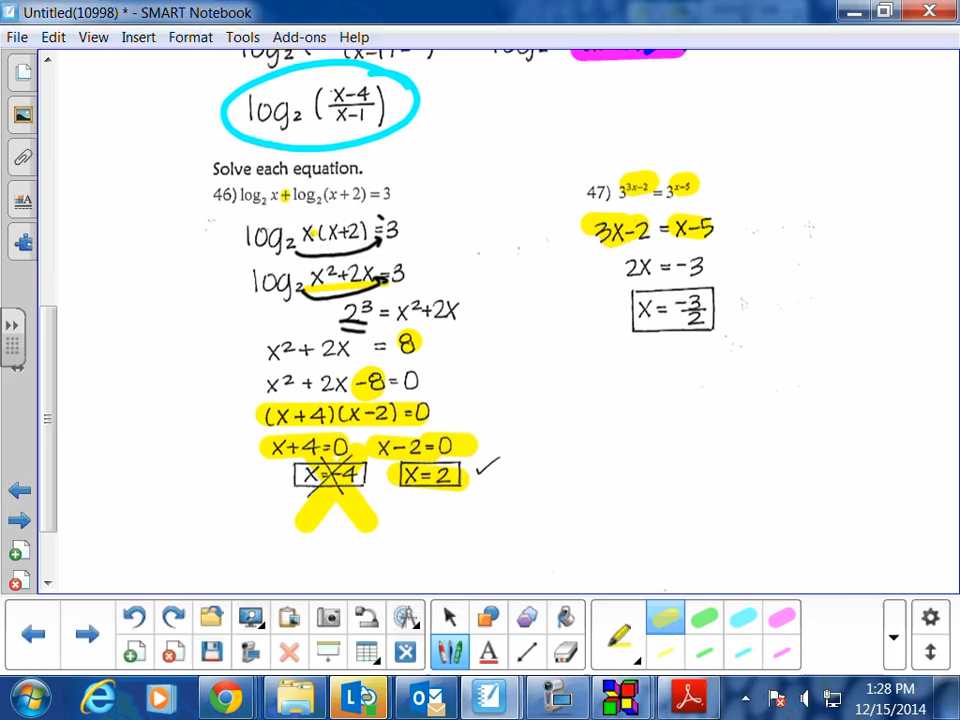 Untitled(10998) * - SMART Notebook
File Edit View Insert Format Tools Add-ons Help
log₂ (x-4/x-1)
Solve each equation.
46) log₂ x + log₂(x + 2) = 3
log₂ x(x+2) = 3
log₂ x²+2x = 3
2³ = x²+2x
x² + 2x = 8
x² + 2x -8 = 0
(x+4)(x-2) = 0
x+4=0 x-2=0
x=-4 x=2 ✓
47) 3^(3x-2) = 3^(x-5)
3x-2 = x-5
2x = -3
x = -3/2
1:28 PM
12/15/2014